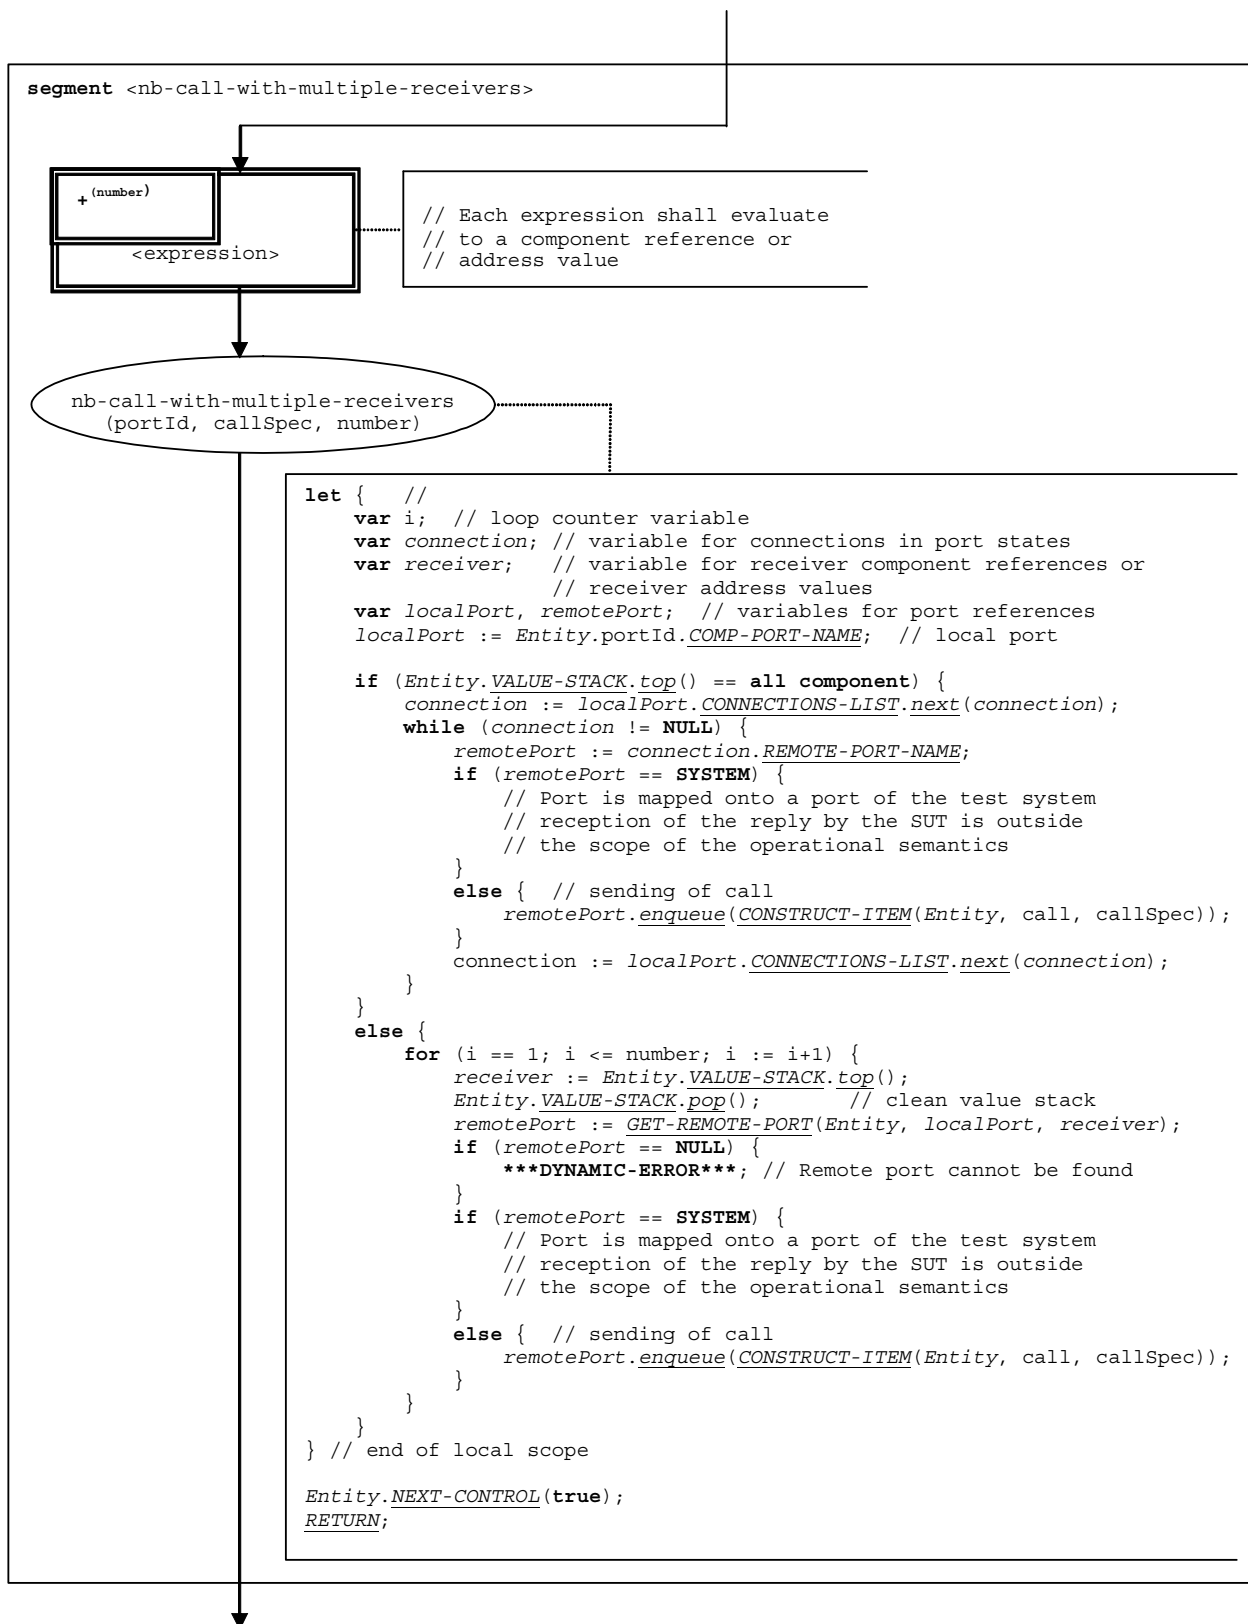 segment <nb-call-with-multiple-receivers>
+(number)
<expression>
// Each expression shall evaluate
// to a component reference or
// address value
nb-call-with-multiple-receivers
(portId, callSpec, number)
let {   //
    var i;  // loop counter variable
    var connection; // variable for connections in port states
    var receiver;   // variable for receiver component references or
                    // receiver address values
    var localPort, remotePort;  // variables for port references
    localPort := Entity.portId.COMP-PORT-NAME;  // local port
    if (Entity.VALUE-STACK.top() == all component) {
        connection := localPort.CONNECTIONS-LIST.next(connection);
        while (connection != NULL) {
            remotePort := connection.REMOTE-PORT-NAME;
            if (remotePort == SYSTEM) {
                // Port is mapped onto a port of the test system
                // reception of the reply by the SUT is outside
                // the scope of the operational semantics
            }
            else {  // sending of call
                remotePort.enqueue(CONSTRUCT-ITEM(Entity, call, callSpec));
            }
            connection := localPort.CONNECTIONS-LIST.next(connection);
        }
    }
    else {
        for (i == 1; i <= number; i := i+1) {
            receiver := Entity.VALUE-STACK.top();
            Entity.VALUE-STACK.pop();       // clean value stack
            remotePort := GET-REMOTE-PORT(Entity, localPort, receiver);
            if (remotePort == NULL) {
                ***DYNAMIC-ERROR***; // Remote port cannot be found
            }
            if (remotePort == SYSTEM) {
                // Port is mapped onto a port of the test system
                // reception of the reply by the SUT is outside
                // the scope of the operational semantics
            }
            else {  // sending of call
                remotePort.enqueue(CONSTRUCT-ITEM(Entity, call, callSpec));
            }
        }
    }
} // end of local scope
Entity.NEXT-CONTROL(true);
RETURN;